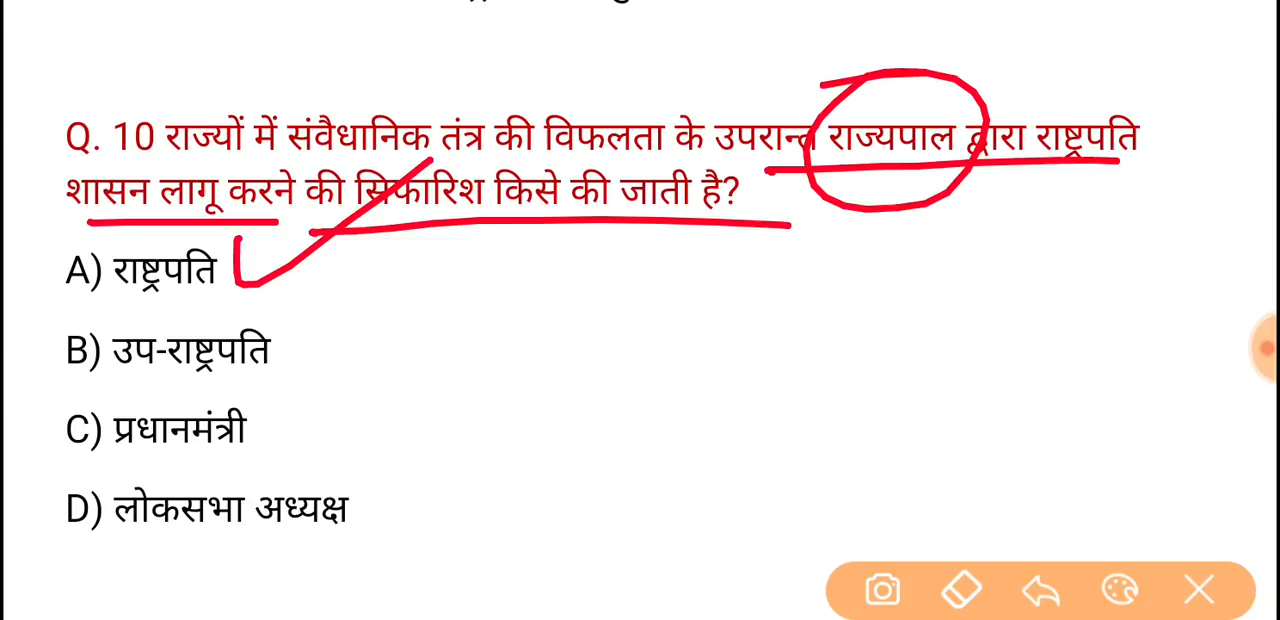 Q. 10 राज्यों में संवैधानिक तंत्र की विफलता के उपरान्त राज्यपाल द्वारा राष्ट्रपति
शासन लागू करने की सिफारिश किसे की जाती है?
A) राष्ट्रपति
B) उप-राष्ट्रपति
C) प्रधानमंत्री
D) लोकसभा अध्यक्ष